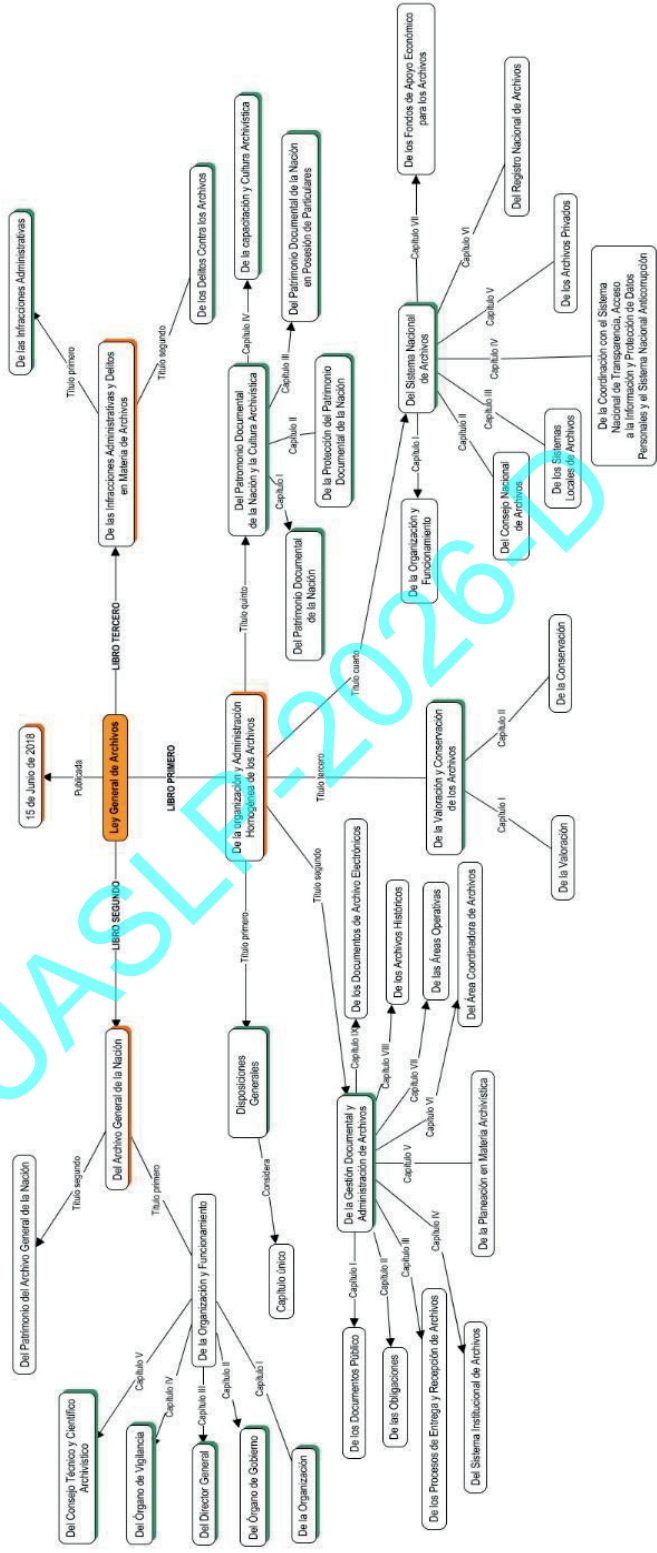 15 de Junio de 2018
Publicada
Ley General de Archivos
LIBRO TERCERO
De las Infracciones Administrativas y Delitos
en Materia de Archivos
Título primero
De las Infracciones Administrativas
Título segundo
De los Delitos Contra los Archivos
LIBRO SEGUNDO
Del Archivo General de la Nación
Título segundo
Del Patrimonio del Archivo General de la Nación
Título primero
De la Organización y Funcionamiento
Capítulo V
Del Consejo Técnico y Científico
Archivístico
Capítulo IV
Del Órgano de Vigilancia
Capítulo III
Del Director General
Capítulo II
Del Órgano de Gobierno
Capítulo I
De la Organización
LIBRO PRIMERO
De la organización y Administración
Homogénea de los Archivos
Título primero
Disposiciones
Generales
Considera
Capítulo único
Título segundo
De la Gestión Documental y
Administración de Archivos
Capítulo I
De los Documentos Público
Capítulo II
De las Obligaciones
Capítulo III
De los Procesos de Entrega y Recepción de Archivos
Capítulo IV
Del Sistema Institucional de Archivos
Capítulo V
De la Planeación en Materia Archivística
Capítulo VI
Del Área Coordinadora de Archivos
Capítulo VII
De las Áreas Operativas
Capítulo VIII
De los Archivos Históricos
Capítulo IX
De los Documentos de Archivo Electrónicos
Título tercero
De la Valoración y Conservación
de los Archivos
Capítulo I
De la Valoración
Capítulo II
De la Conservación
Título cuarto
Del Sistema Nacional
de Archivos
Capítulo I
De la Organización y
Funcionamiento
Capítulo II
Del Consejo Nacional
de Archivos
Capítulo III
De los Sistemas
Locales de Archivos
Capítulo IV
De la Coordinación con el Sistema
Nacional de Transparencia, Acceso
a la Información y Protección de Datos
Personales y el Sistema Nacional Anticorrupción
Capítulo V
De los Archivos Privados
Capítulo VI
Del Registro Nacional de Archivos
Capítulo VII
De los Fondos de Apoyo Económico
para los Archivos
Título quinto
Del Patromonio Documental
de la Nación y la Cultura Archivística
Capítulo I
Del Patrimonio Documental
de la Nación
Capítulo II
De la Protección del Patrimonio
Documental de la Nación
Capítulo III
Del Patrimonio Documental de la Nación
en Posesión de Particulares
Capítulo IV
De la capacitación y Cultura Archivística
UASLP-2026-D